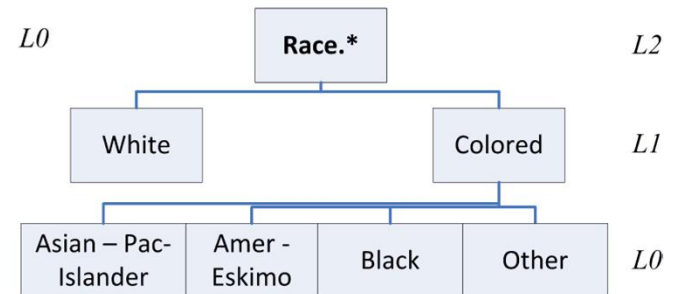 L0
Race.*
L2
White
Colored
L1
Asian – Pac-
Islander
Amer -
Eskimo
Black
Other
L0